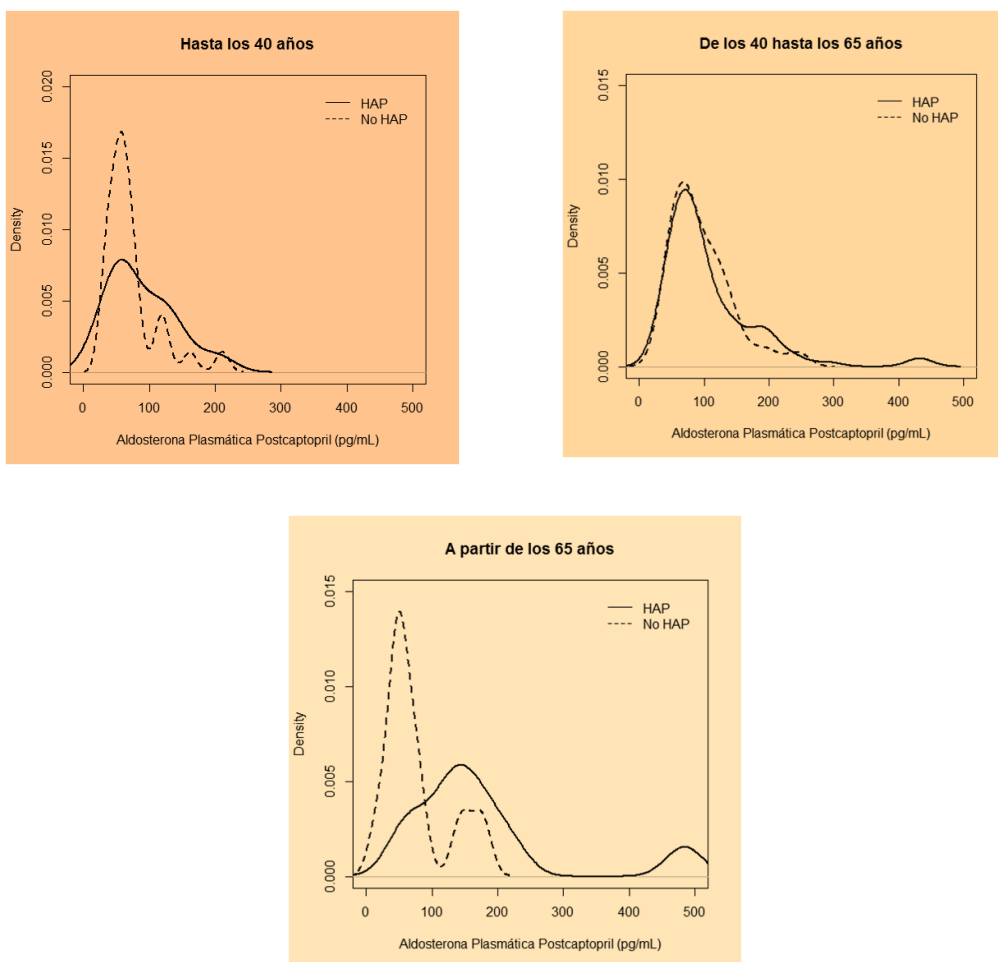 Hasta los 40 años
HAP
No HAP
Density
0.000
0.005
0.010
0.015
0.020
0 100 200 300 400 500
Aldosterona Plasmática Postcaptopril (pg/mL)
De los 40 hasta los 65 años
HAP
No HAP
Density
0.000
0.005
0.010
0.015
0 100 200 300 400 500
Aldosterona Plasmática Postcaptopril (pg/mL)
A partir de los 65 años
HAP
No HAP
Density
0.000
0.005
0.010
0.015
0 100 200 300 400 500
Aldosterona Plasmática Postcaptopril (pg/mL)